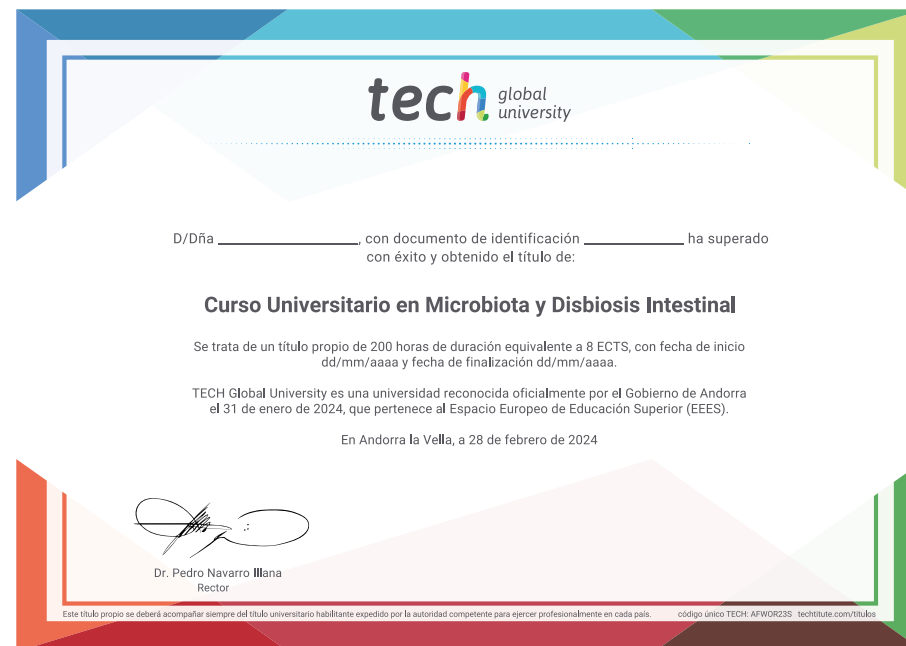 tech global university
D/Dña ____________________, con documento de identificación ______________ ha superado
con éxito y obtenido el título de:
Curso Universitario en Microbiota y Disbiosis Intestinal
Se trata de un título propio de 200 horas de duración equivalente a 8 ECTS, con fecha de inicio
dd/mm/aaaa y fecha de finalización dd/mm/aaaa.
TECH Global University es una universidad reconocida oficialmente por el Gobierno de Andorra
el 31 de enero de 2024, que pertenece al Espacio Europeo de Educación Superior (EEES).
En Andorra la Vella, a 28 de febrero de 2024
Dr. Pedro Navarro Illana
Rector
Este título propio se deberá acompañar siempre del título universitario habilitante expedido por la autoridad competente para ejercer profesionalmente en cada país. código único TECH: AFWOR23S techtitute.com/titulos